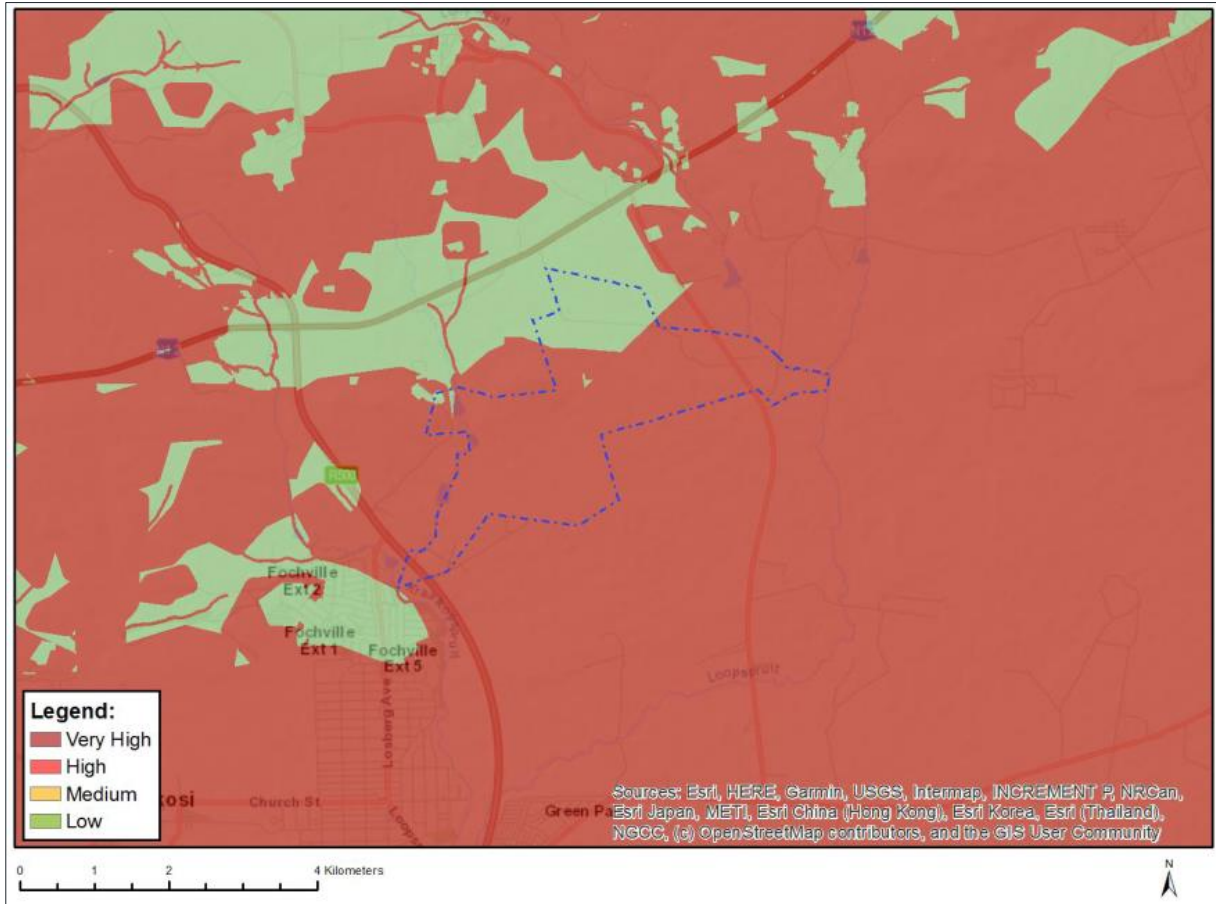 Fochville
Ext 2
Fochville
Ext 1
Fochville
Ext 5
Losberg Ave
Loopspruit
Church St
Legend:
Very High
High
Medium
Low
Sources: Esri, HERE, Garmin, USGS, Intermap, INCREMENT P, NRCan,
Esri Japan, METI, Esri China (Hong Kong), Esri Korea, Esri (Thailand),
NGCC, (c) OpenStreetMap contributors, and the GIS User Community
0 1 2 4 Kilometers
N